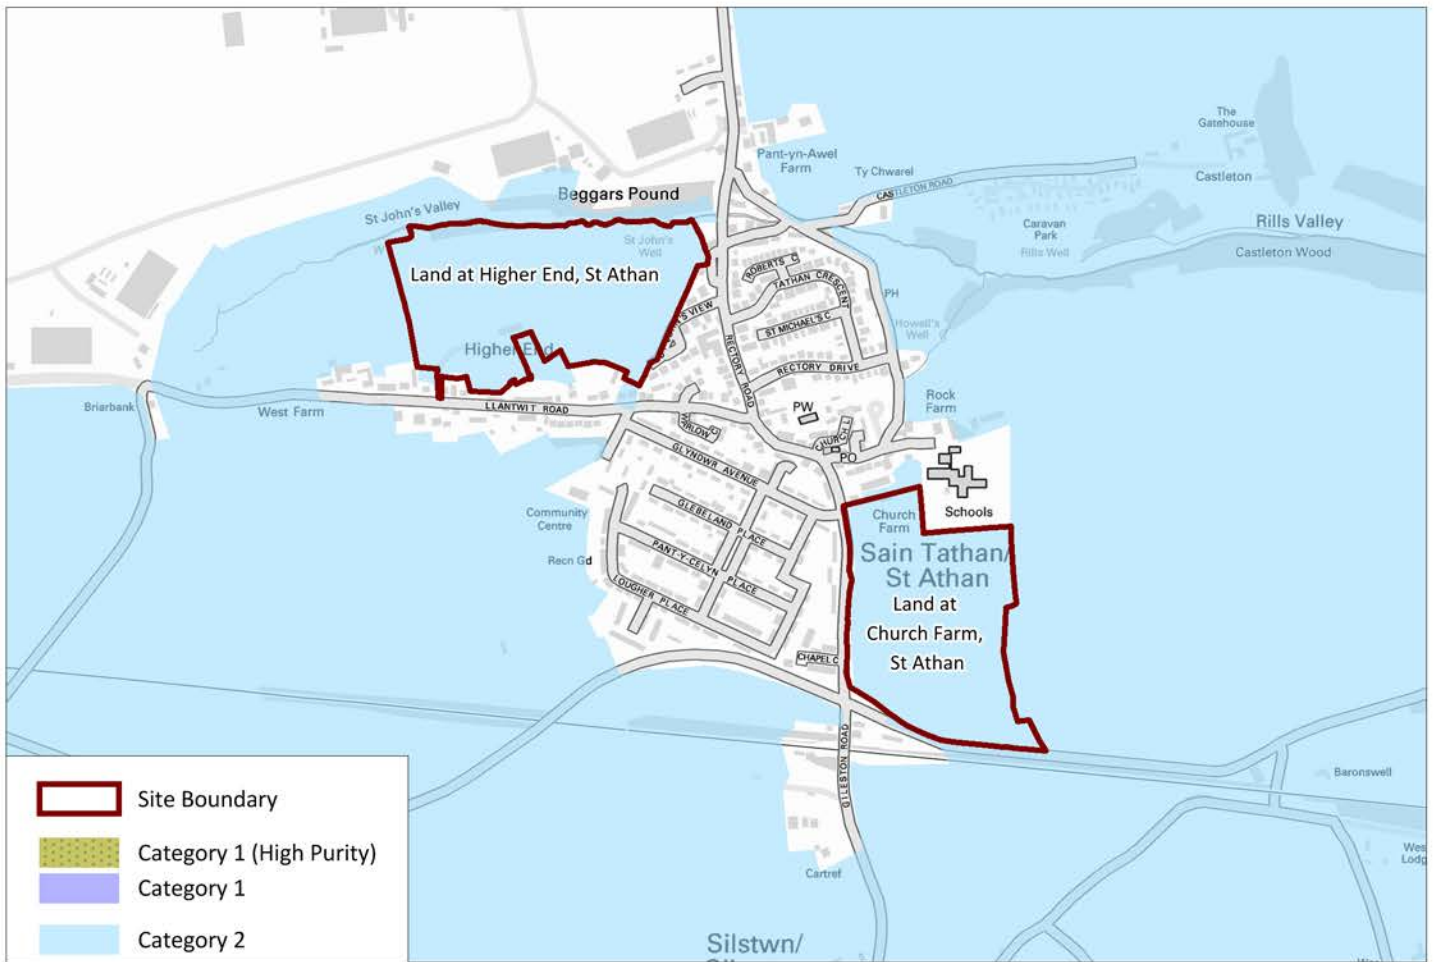 The
Gatehouse
Pant-yn-Awel
Farm
Ty Chwarel
Castleton
CASTLETON ROAD
Beggars Pound
St John's Valley
Caravan
Park
Rills Valley
St John's
Well
Rills Well
Castleton Wood
Land at Higher End, St Athan
ROBERTS C
TATHAN CRESCENT
PH
ST MICHAEL'S C
Howell's
Well
Higher End
RECTORY ROAD
RECTORY DRIVE
Briarbank
West Farm
LLANTWIT ROAD
Rock
Farm
PW
CHURCH L
PO
GLYNDWR AVENUE
Schools
Community
Centre
GLEBELAND PLACE
Church
Farm
Recn Gd
PANT-Y-CELYN PLACE
Sain Tathan/
St Athan
LOUGHER PLACE
Land at
Church Farm,
St Athan
CHAPEL C
GILESTON ROAD
Baronswell
Site Boundary
Category 1 (High Purity)
Category 1
Category 2
Cartref
Silstwn/